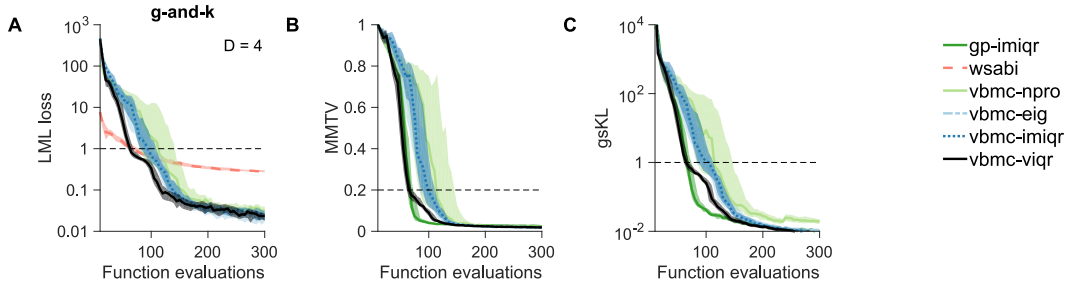 g-and-k
A
D = 4
LML loss
1000
100
10
1
0.1
0.01
100
200
300
Function evaluations
B
MMTV
1
0.8
0.6
0.4
0.2
0
100
200
300
Function evaluations
C
gsKL
10^4
10^2
1
10^-2
100
200
300
Function evaluations
gp-imiqr
wsabi
vbmc-npro
vbmc-eig
vbmc-imiqr
vbmc-viqr